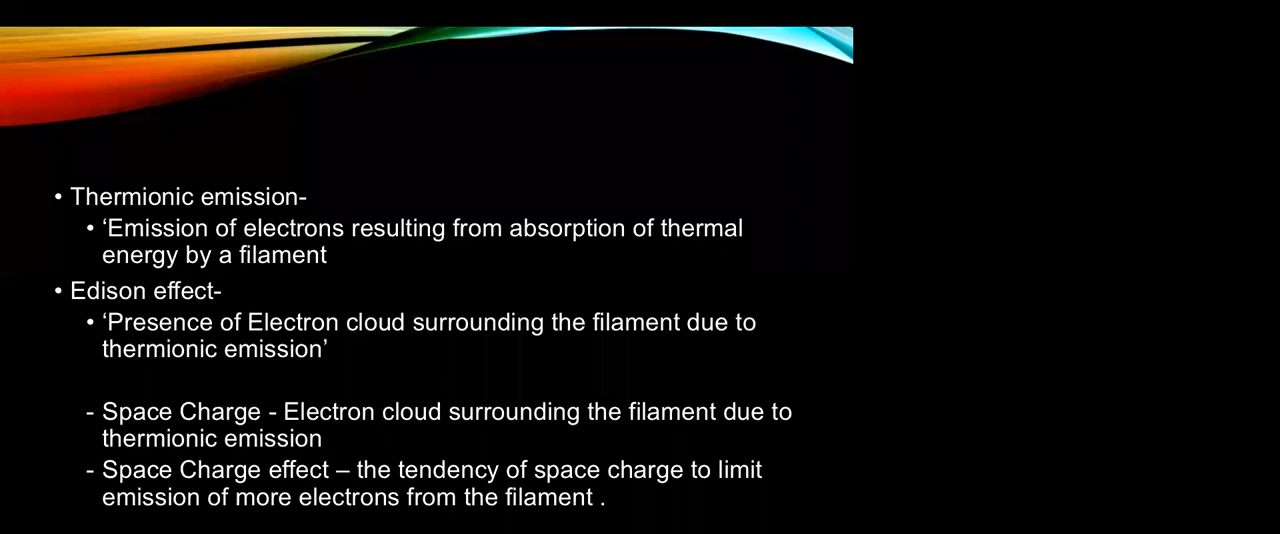 • Thermionic emission-
• ‘Emission of electrons resulting from absorption of thermal
energy by a filament
• Edison effect-
• ‘Presence of Electron cloud surrounding the filament due to
thermionic emission’
- Space Charge - Electron cloud surrounding the filament due to
thermionic emission
- Space Charge effect – the tendency of space charge to limit
emission of more electrons from the filament .